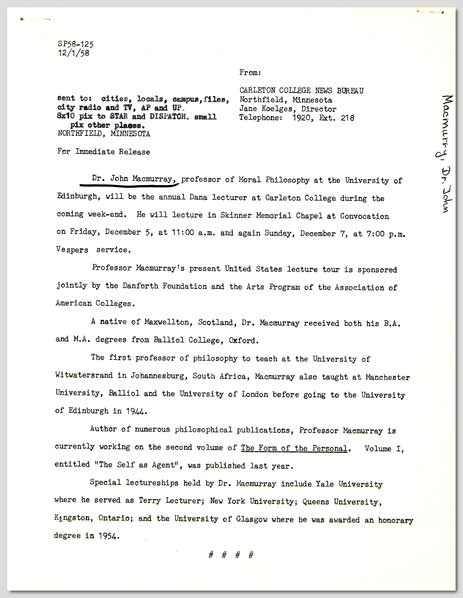 SP58-125
12/1/58
From:
CARLETON COLLEGE NEWS BUREAU
Northfield, Minnesota
Jane Koelges, Director
Telephone: 1920, Ext. 218
sent to: cities, locals, campus,files,
city radio and TV, AP and UP.
8x10 pix to STAR and DISPATCH. small
pix other places.
NORTHFIELD, MINNESOTA
For Immediate Release
Macmurry, Dr. John
Dr. John Macmurray, professor of Moral Philosophy at the University of
Edinburgh, will be the annual Dana lecturer at Carleton College during the
coming week-end. He will lecture in Skinner Memorial Chapel at Convocation
on Friday, December 5, at 11:00 a.m. and again Sunday, December 7, at 7:00 p.m.
Vespers service.
Professor Macmurray's present United States lecture tour is sponsored
jointly by the Danforth Foundation and the Arts Program of the Association of
American Colleges.
A native of Maxwellton, Scotland, Dr. Macmurray received both his B.A.
and M.A. degrees from Balliol College, Oxford.
The first professor of philosophy to teach at the University of
Witwatersrand in Johannesburg, South Africa, Macmurray also taught at Manchester
University, Balliol and the University of London before going to the University
of Edinburgh in 1944.
Author of numerous philosophical publications, Professor Macmurray is
currently working on the second volume of The Form of the Personal. Volume I,
entitled "The Self as Agent", was published last year.
Special lectureships held by Dr. Macmurray include Yale University
where he served as Terry Lecturer; New York University; Queens University,
Kingston, Ontario; and the University of Glasgow where he was awarded an honorary
degree in 1954.
# # # #